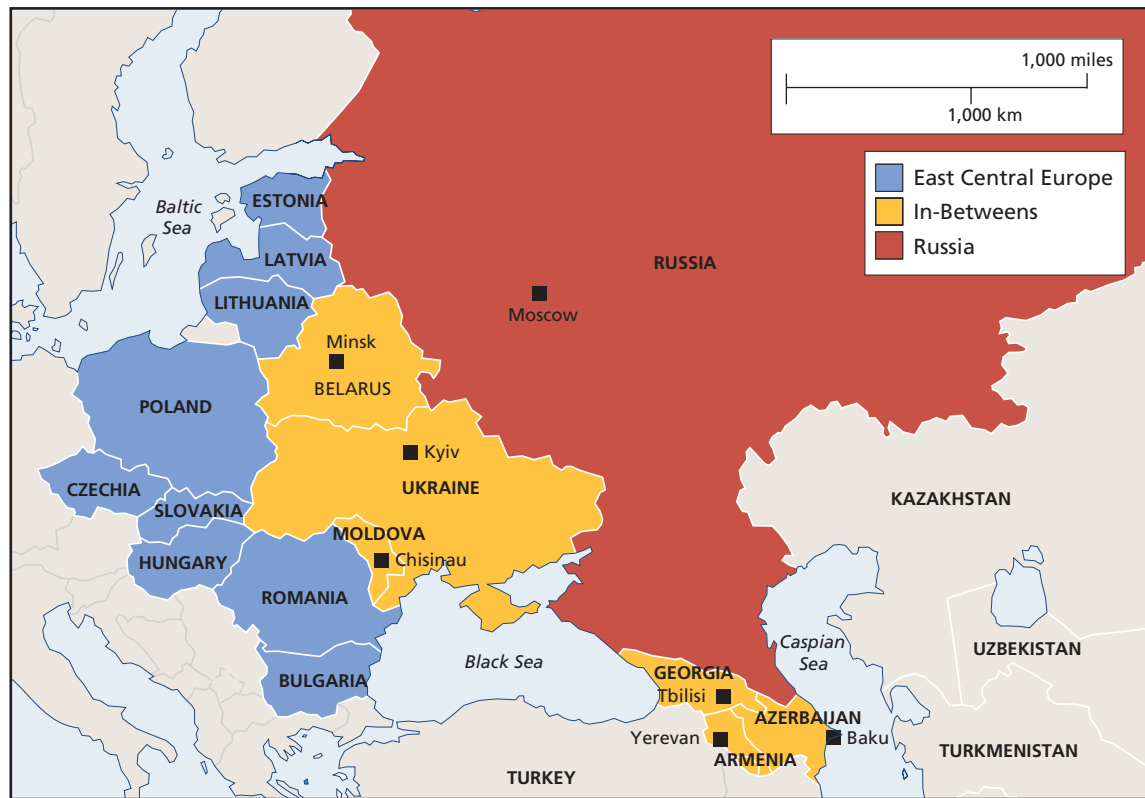 1,000 miles
1,000 km
East Central Europe
In-Betweens
Russia
ESTONIA
Baltic
Sea
LATVIA
RUSSIA
LITHUANIA
Moscow
Minsk
BELARUS
POLAND
Kyiv
CZECHIA
UKRAINE
KAZAKHSTAN
SLOVAKIA
MOLDOVA
HUNGARY
Chisinau
ROMANIA
Caspian
Sea
UZBEKISTAN
Black Sea
GEORGIA
BULGARIA
Tbilisi
AZERBAIJAN
Yerevan
Baku
ARMENIA
TURKMENISTAN
TURKEY